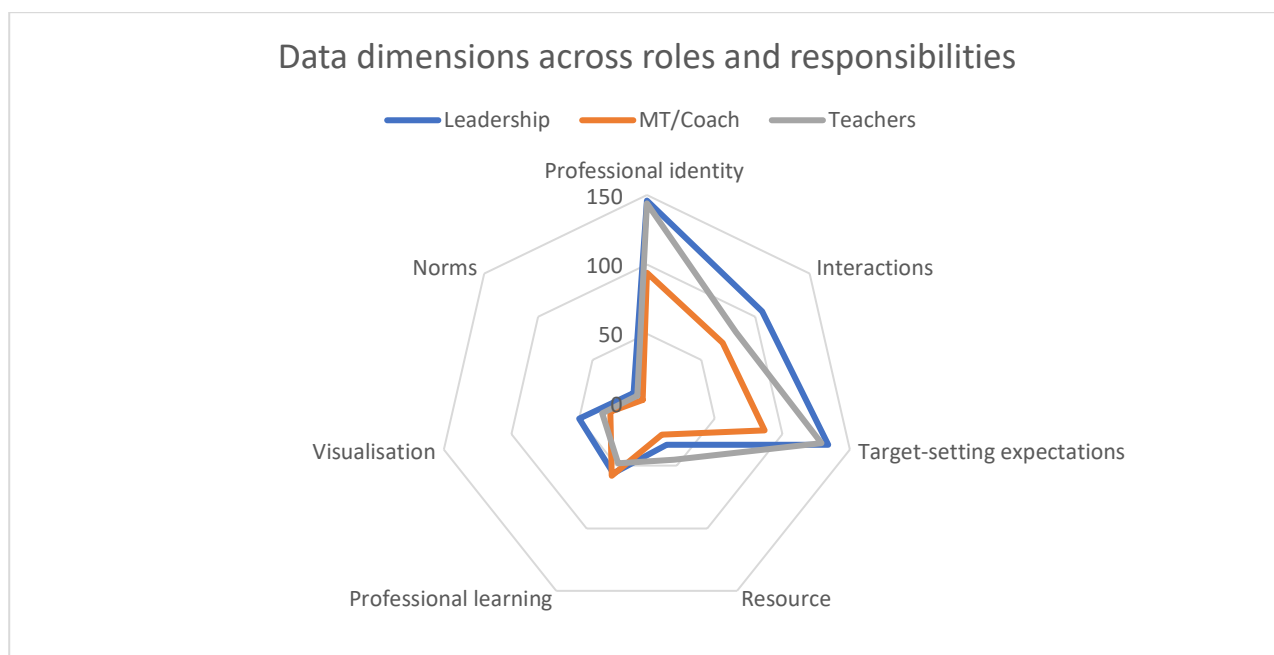 Data dimensions across roles and responsibilities
Leadership MT/Coach Teachers
Professional identity
150
Norms
Interactions
100
50
0
Visualisation
Target-setting expectations
Professional learning
Resource